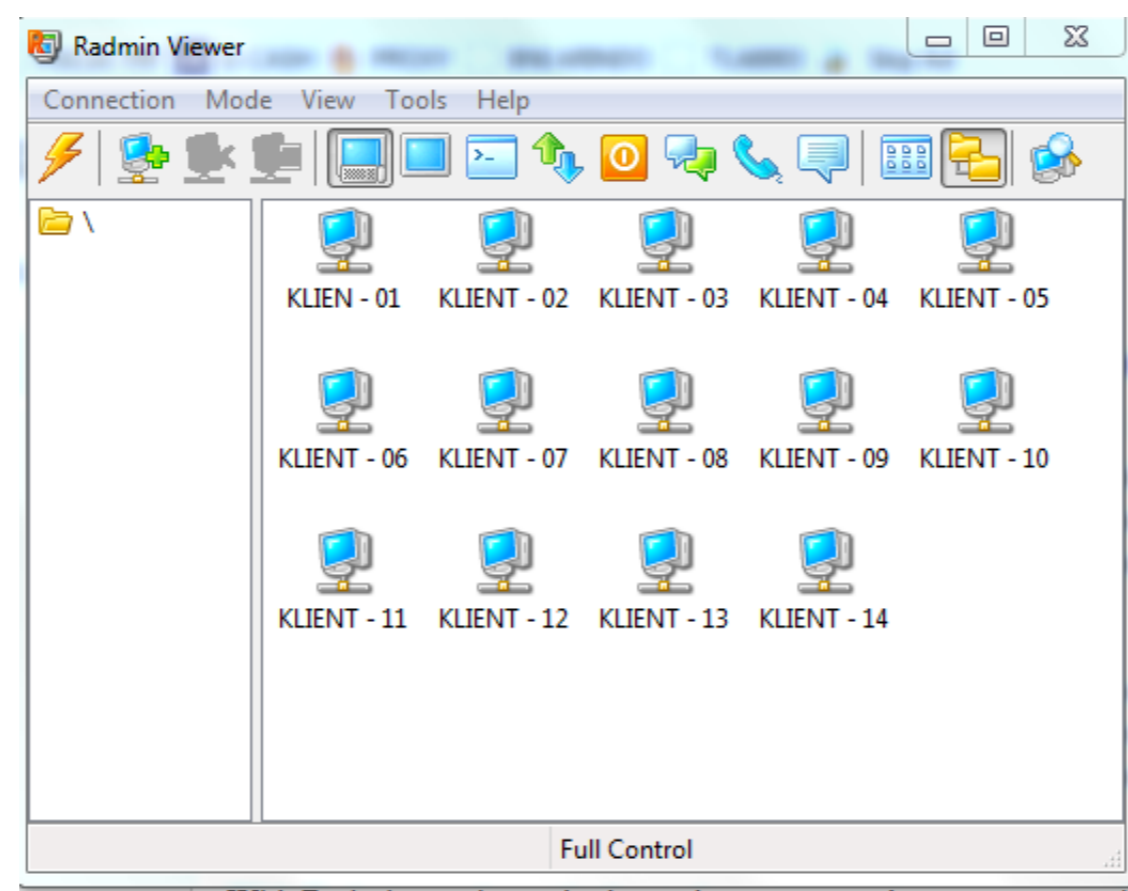 Radmin Viewer
Connection Mode View Tools Help
\
KLIEN - 01 KLIENT - 02 KLIENT - 03 KLIENT - 04 KLIENT - 05
KLIENT - 06 KLIENT - 07 KLIENT - 08 KLIENT - 09 KLIENT - 10
KLIENT - 11 KLIENT - 12 KLIENT - 13 KLIENT - 14
Full Control